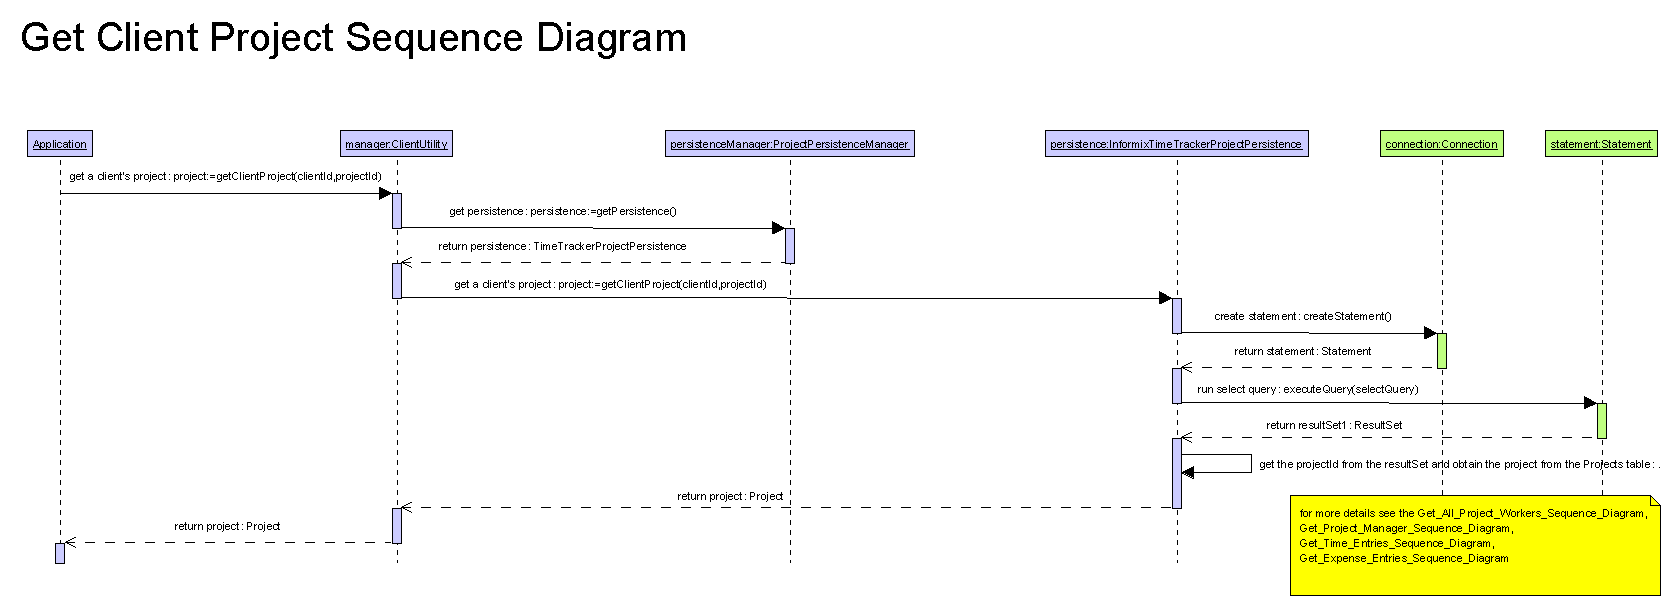 Get Client Project Sequence Diagram
Application
manager:ClientUtility
persistenceManager:ProjectPersistenceManager
persistence:InformixTimeTrackerProjectPersistence
connection:Connection
statement:Statement
get a client's project : project:=getClientProject(clientId,projectId)
get persistence : persistence:=getPersistence()
return persistence : TimeTrackerProjectPersistence
get a client's project : project:=getClientProject(clientId,projectId)
create statement : createStatement()
return statement : Statement
run select query : executeQuery(selectQuery)
return resultSet1 : ResultSet
get the projectId from the resultSet and obtain the project from the Projects table : .
return project : Project
return project : Project
for more details see the Get_All_Project_Workers_Sequence_Diagram,
Get_Project_Manager_Sequence_Diagram,
Get_Time_Entries_Sequence_Diagram,
Get_Expense_Entries_Sequence_Diagram